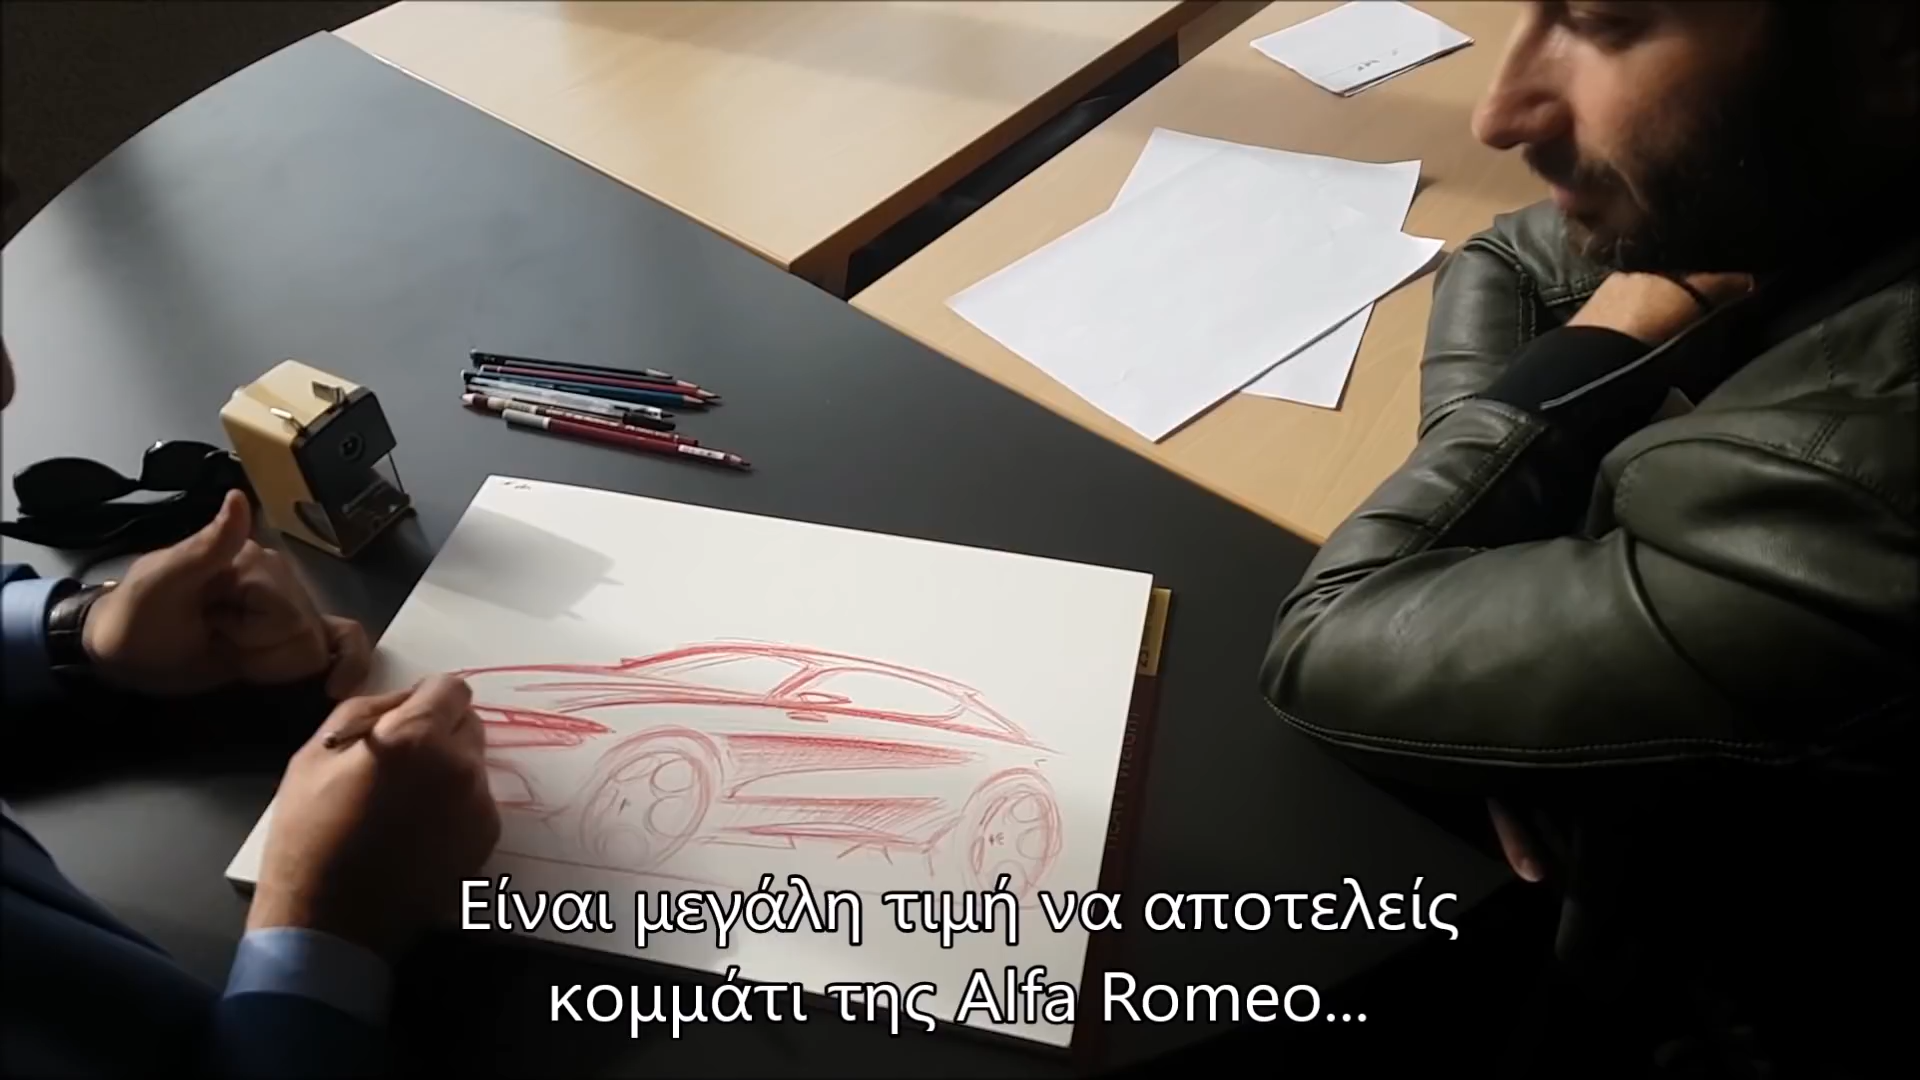 Είναι μεγάλη τιμή να αποτελείς
κομμάτι της Alfa Romeo...